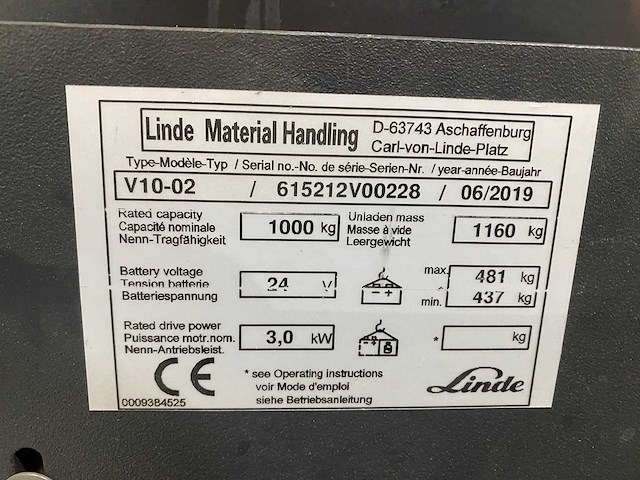 Linde Material Handling
D-63743 Aschaffenburg
Carl-von-Linde-Platz
Type-Modèle-Typ / Serial no.-No. de série-Serien-Nr. / year-année-Baujahr
V10-02 / 615212V00228 / 06/2019
Rated capacity
Capacité nominale
Nenn-Tragfähigkeit
1000 kg
Unladen mass
Masse à vide
Leergewicht
1160 kg
Battery voltage
Tension batterie
Batteriespannung
24 V
- +
max. 481 kg
min. 437 kg
Rated drive power
Puissance motr.nom.
Nenn-Antriebsleist.
3,0 kW
* kg
CE
0009384525
* see Operating instructions
voir Mode d'emploi
siehe Betriebsanleitung
Linde